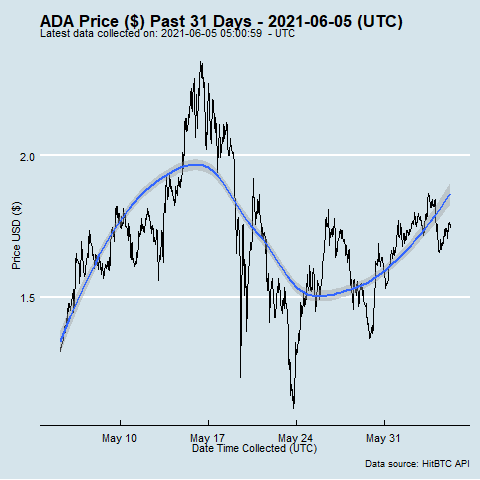 ADA Price ($) Past 31 Days - 2021-06-05 (UTC)
Latest data collected on: 2021-06-05 05:00:59 - UTC
Price USD ($)
2.0
1.5
May 10 May 17 May 24 May 31
Date Time Collected (UTC)
Data source: HitBTC API